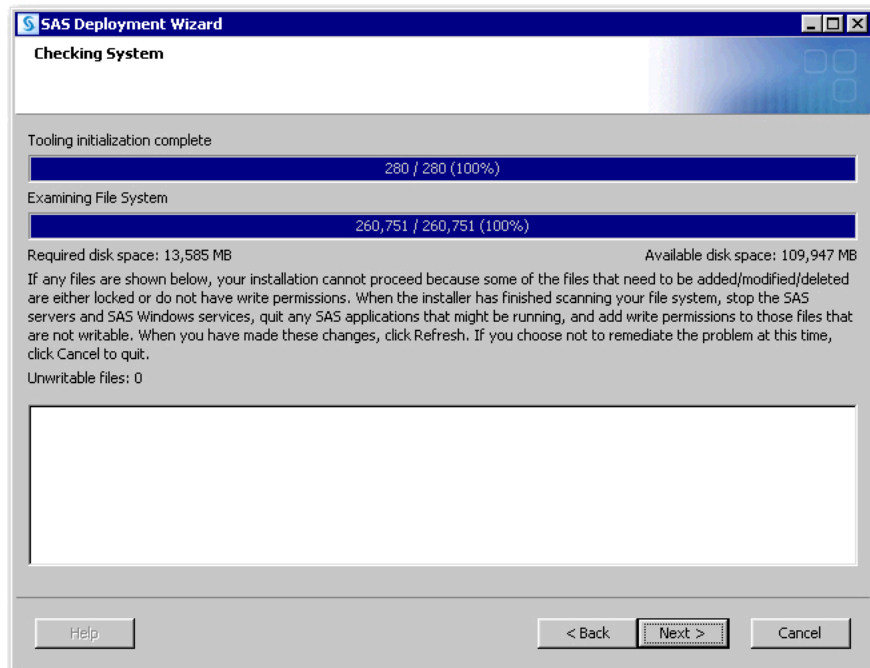 SAS Deployment Wizard
Checking System
Tooling initialization complete
280 / 280 (100%)
Examining File System
260,751 / 260,751 (100%)
Required disk space: 13,585 MB Available disk space: 109,947 MB
If any files are shown below, your installation cannot proceed because some of the files that need to be added/modified/deleted
are either locked or do not have write permissions. When the installer has finished scanning your file system, stop the SAS
servers and SAS Windows services, quit any SAS applications that might be running, and add write permissions to those files that
are not writable. When you have made these changes, click Refresh. If you choose not to remediate the problem at this time,
click Cancel to quit.
Unwritable files: 0
Help < Back Next > Cancel